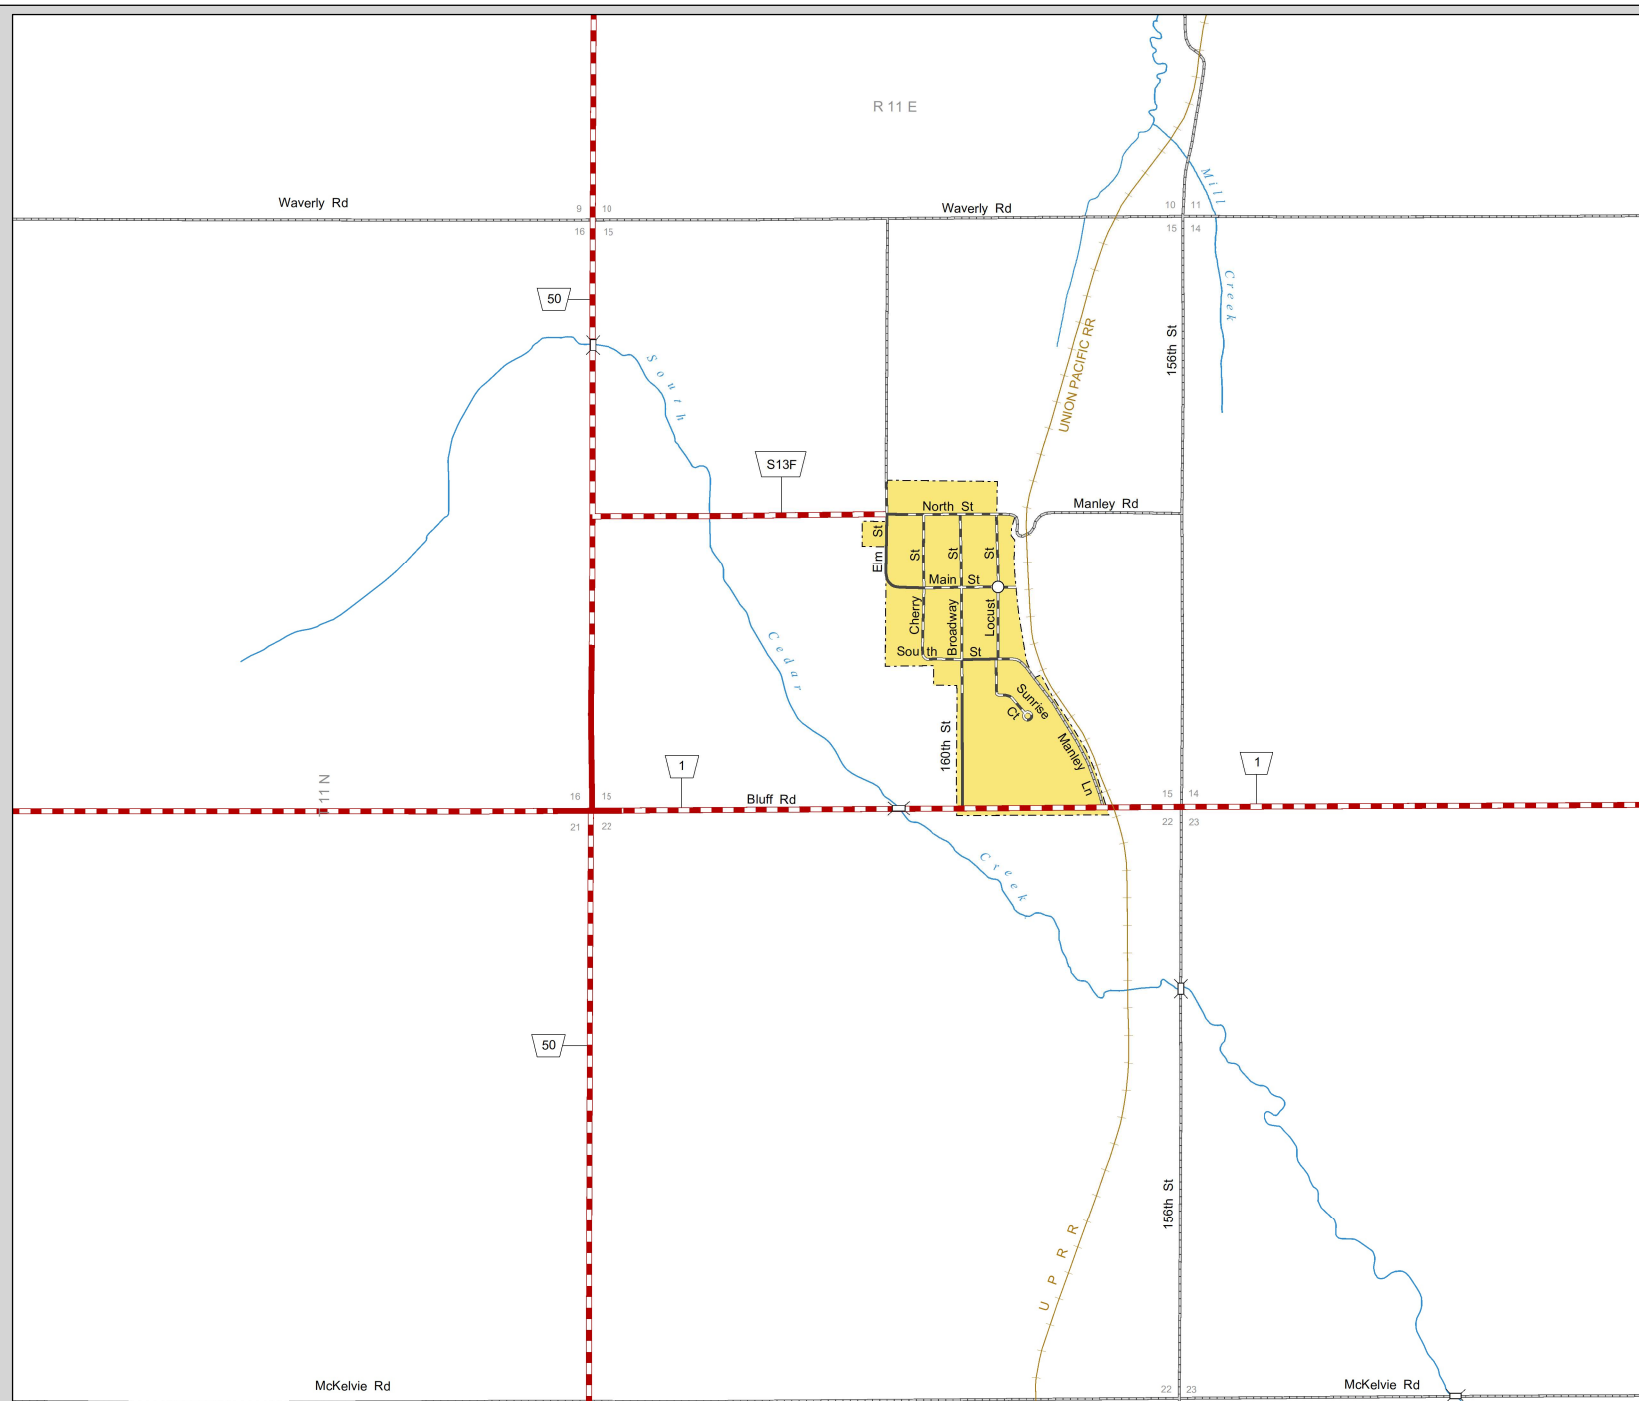 R 11 E
Mill
Waverly Rd
Waverly Rd
9 10
10 11
16 15
15 14
50
Creek
156th St
UNION PACIFIC RR
South
S13F
North St
Manley Rd
Elm St
St
St
St
Main St
Cherry
Broadway
Locust
South St
Cedar
Sunrise
Ct
160th St
Manley
Ln
11 N
1
1
16 15
Bluff Rd
15 14
21 22
22 23
Creek
50
156th St
U P R R
McKelvie Rd
McKelvie Rd
22 23